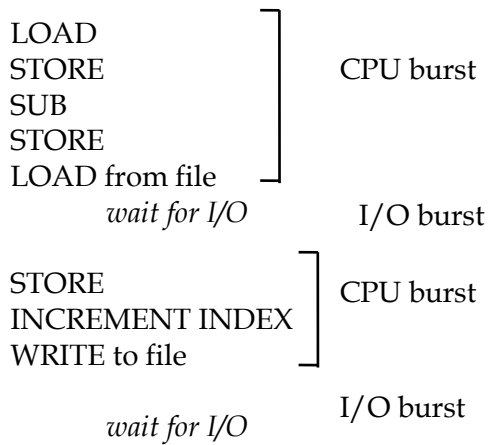 LOAD
STORE CPU burst
SUB
STORE
LOAD from file
wait for I/O I/O burst
STORE CPU burst
INCREMENT INDEX
WRITE to file
I/O burst
wait for I/O